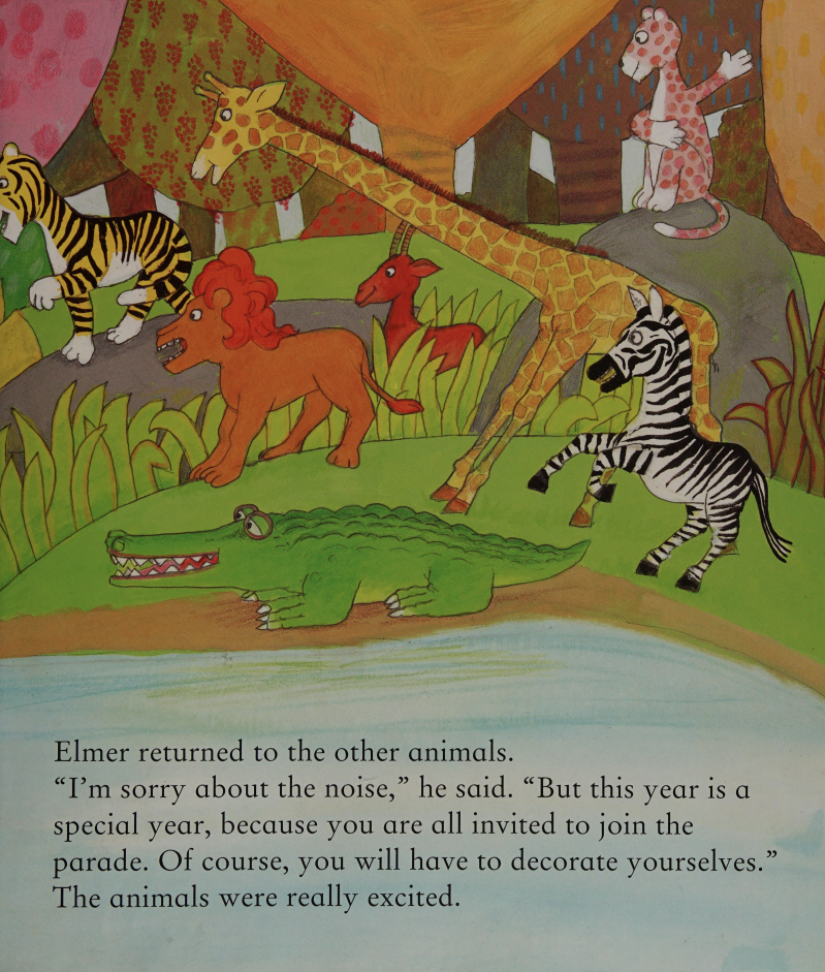 Elmer returned to the other animals.
“I’m sorry about the noise,” he said. “But this year is a
special year, because you are all invited to join the
parade. Of course, you will have to decorate yourselves.”
The animals were really excited.